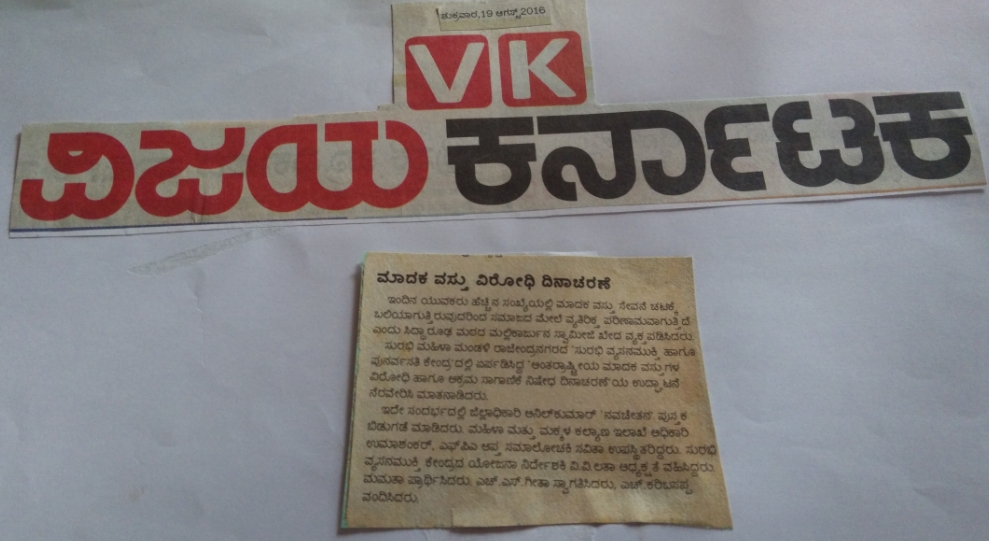 ಶುಕ್ರವಾರ,19 ಆಗಸ್ಟ್ 2016
VK
ವಿಜಯ ಕರ್ನಾಟಕ
ಮಾದಕ ವಸ್ತು ವಿರೋಧಿ ದಿನಾಚರಣೆ
ಇಂದಿನ ಯುವಕರು ಹೆಚ್ಚಿನ ಸಂಖ್ಯೆಯಲ್ಲಿ ಮಾದಕ ವಸ್ತು ಸೇವನೆ ಚಟಕ್ಕೆ
ಬಲಿಯಾಗುತ್ತಿರುವುದರಿಂದ ಸಮಾಜದ ಮೇಲೆ ವ್ಯತಿರಿಕ್ತ ಪರಿಣಾಮವಾಗುತ್ತಿದೆ
ಎಂದು ಸಿದ್ಧಾರೂಢ ಮಠದ ಮಲ್ಲಿಕಾರ್ಜುನ ಸ್ವಾಮೀಜಿ ಖೇದ ವ್ಯಕ್ತಪಡಿಸಿದರು.
ಸುರಭಿ ಮಹಿಳಾ ಮಂಡಳಿ ರಾಜೇಂದ್ರನಗರದ 'ಸುರಭಿ ವ್ಯಸನಮುಕ್ತಿ ಹಾಗೂ
ಪುನರ್ವಸತಿ ಕೇಂದ್ರ'ದಲ್ಲಿ ಏರ್ಪಡಿಸಿದ್ದ 'ಅಂತರ್ರಾಷ್ಟ್ರೀಯ ಮಾದಕ ವಸ್ತುಗಳ
ವಿರೋಧಿ ಹಾಗೂ ಅಕ್ರಮ ಸಾಗಾಣಿಕೆ ನಿಷೇಧ ದಿನಾಚರಣೆ'ಯ ಉದ್ಘಾಟನೆ
ನೆರವೇರಿಸಿ ಮಾತನಾಡಿದರು.
ಇದೇ ಸಂದರ್ಭದಲ್ಲಿ ಜಿಲ್ಲಾಧಿಕಾರಿ ಅನಿಲ್‌ಕುಮಾರ್ 'ನವಚೇತನ' ಪುಸ್ತಕ
ಬಿಡುಗಡೆ ಮಾಡಿದರು. ಮಹಿಳಾ ಮತ್ತು ಮಕ್ಕಳ ಕಲ್ಯಾಣ ಇಲಾಖೆ ಅಧಿಕಾರಿ
ಉಮಾಶಂಕರ್, ಎಫ್‌ಪಿಎ ಆಪ್ತ ಸಮಾಲೋಚಕಿ ಸವಿತಾ ಉಪಸ್ಥಿತರಿದ್ದರು. ಸುರಭಿ
ವ್ಯಸನಮುಕ್ತಿ ಕೇಂದ್ರದ ಯೋಜನಾ ನಿರ್ದೇಶಕಿ ವಿ.ವಿ.ಲತಾ ಅಧ್ಯಕ್ಷತೆ ವಹಿಸಿದ್ದರು.
ಮಮತಾ ಪ್ರಾರ್ಥಿಸಿದರು. ಎಚ್.ಎಸ್.ಗೀತಾ ಸ್ವಾಗತಿಸಿದರು, ಎಚ್.ಕರಿಬಸಪ್ಪ
ವಂದಿಸಿದರು.